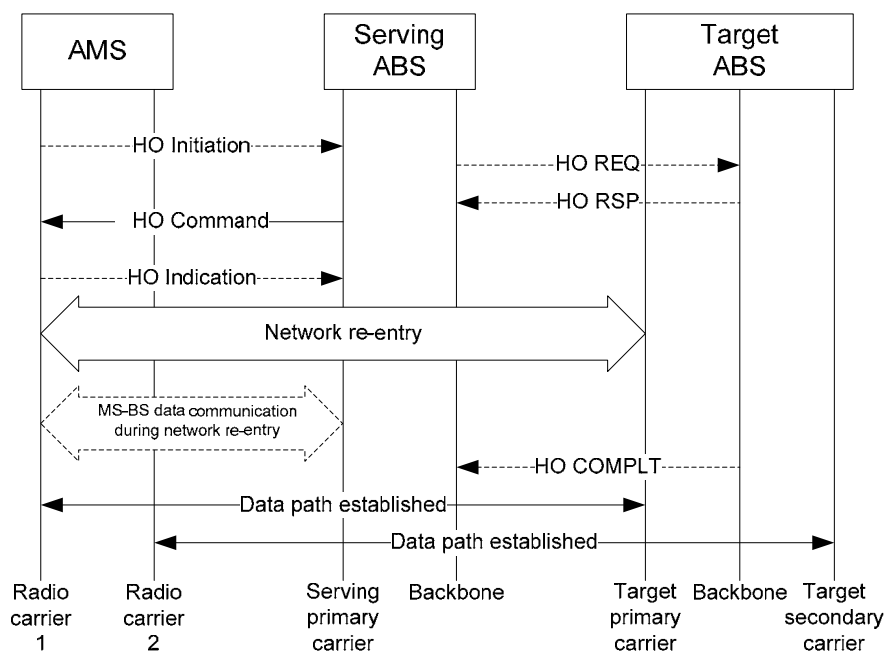 AMS
Serving
ABS
Target
ABS
HO Initiation
HO REQ
HO RSP
HO Command
HO Indication
Network re-entry
MS-BS data communication
during network re-entry
HO COMPLT
Data path established
Data path established
Radio
carrier
1
Radio
carrier
2
Serving
primary
carrier
Backbone
Target
primary
carrier
Backbone
Target
secondary
carrier